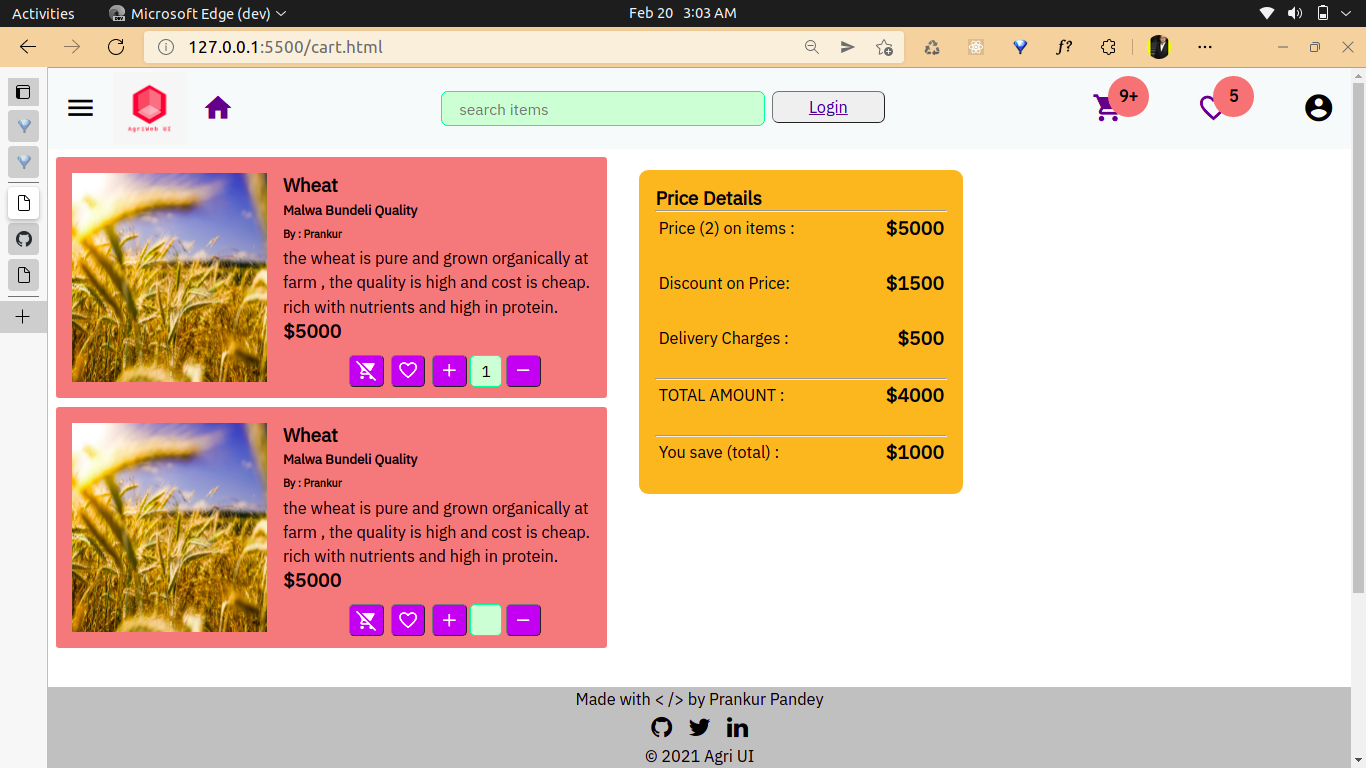 Activities
Microsoft Edge (dev)
Feb 20 3:03 AM
127.0.0.1:5500/cart.html
f?
AgriWeb UI
search items
Login
9+
5
Wheat
Malwa Bundeli Quality
By : Prankur
the wheat is pure and grown organically at
farm , the quality is high and cost is cheap.
rich with nutrients and high in protein.
$5000
1
Wheat
Malwa Bundeli Quality
By : Prankur
the wheat is pure and grown organically at
farm , the quality is high and cost is cheap.
rich with nutrients and high in protein.
$5000
Price Details
Price (2) on items : $5000
Discount on Price: $1500
Delivery Charges : $500
TOTAL AMOUNT : $4000
You save (total) : $1000
Made with < /> by Prankur Pandey
© 2021 Agri UI